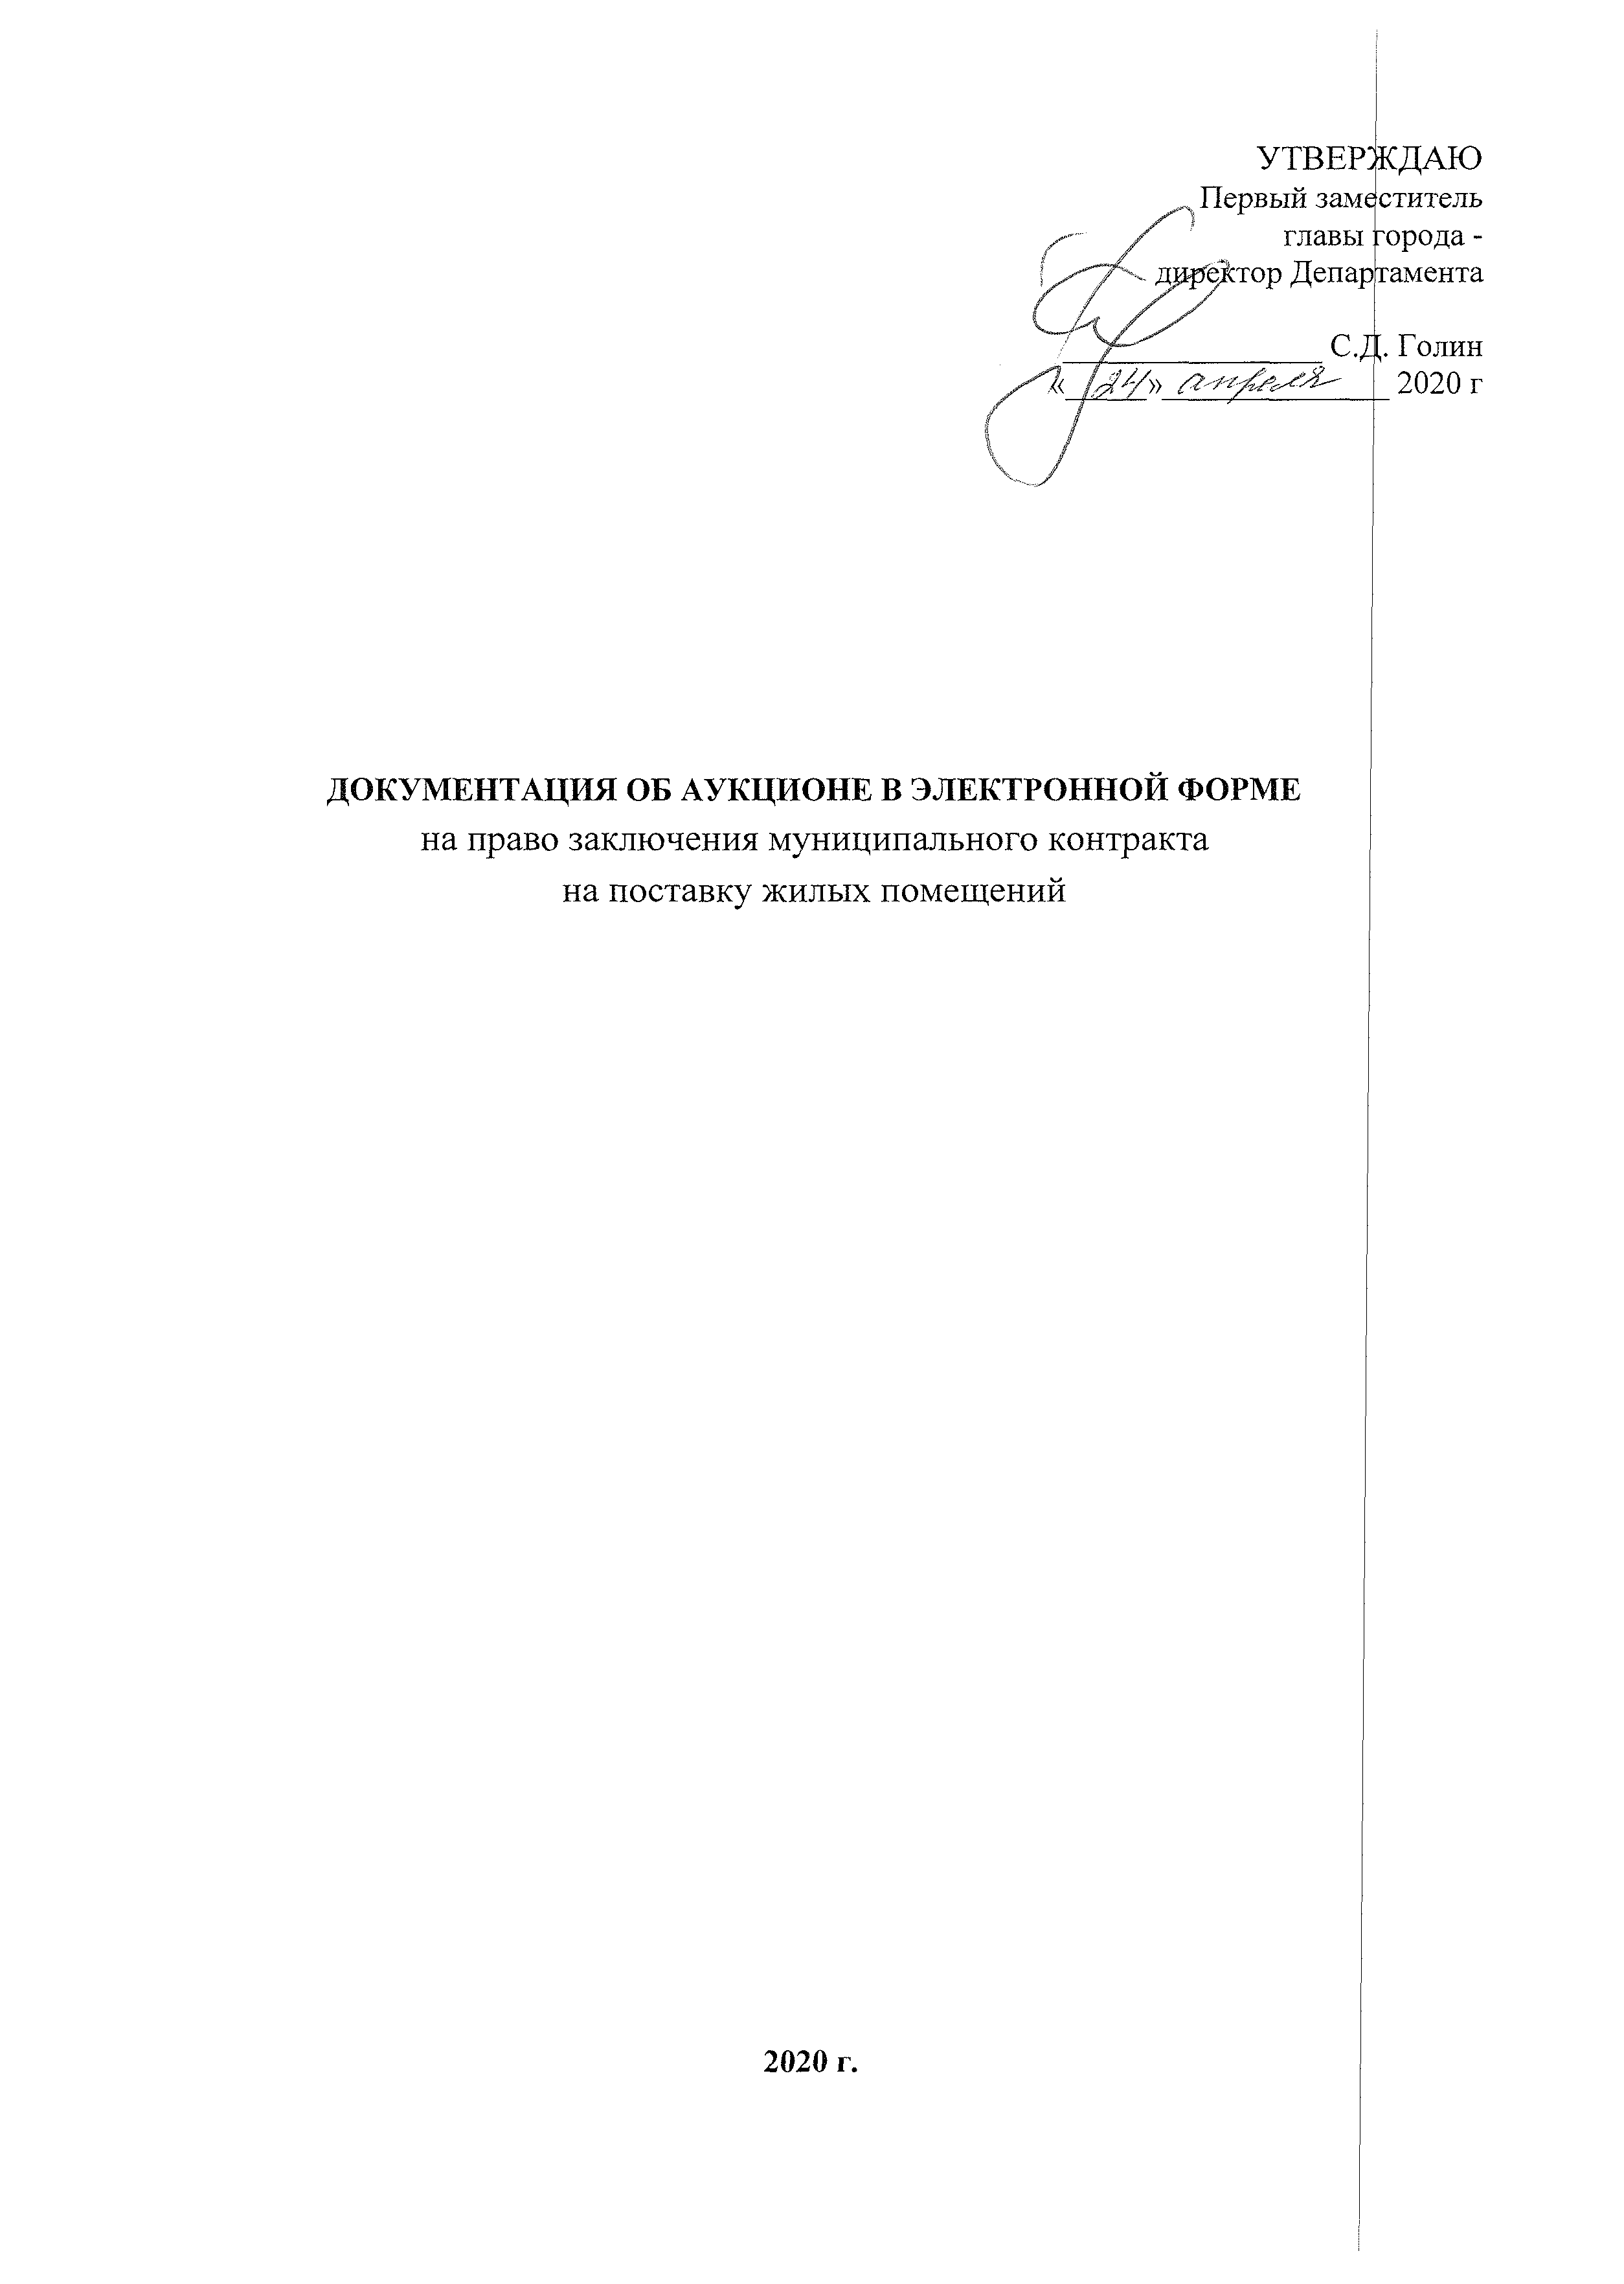 УТВЕРЖДАЮ
Первый заместитель
главы города -
директор Департамента
С.Д. Голин
«24» апреля 2020 г
ДОКУМЕНТАЦИЯ ОБ АУКЦИОНЕ В ЭЛЕКТРОННОЙ ФОРМЕ
на право заключения муниципального контракта
на поставку жилых помещений
2020 г.